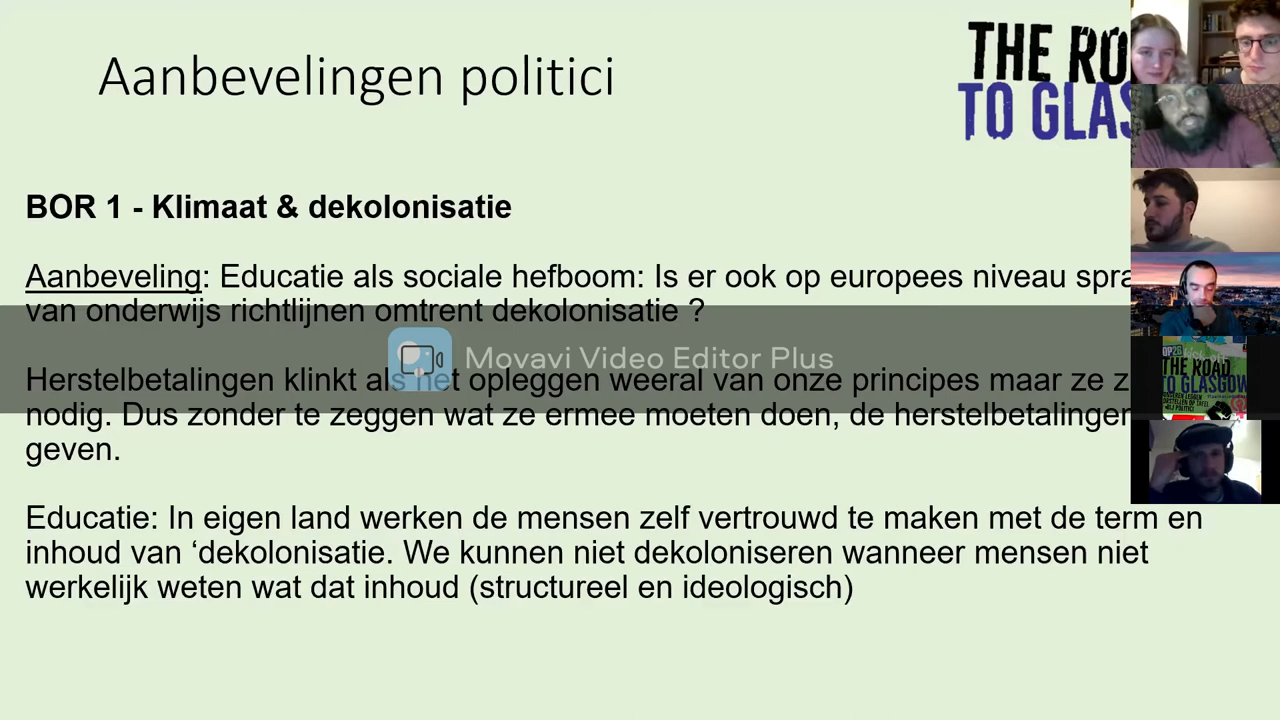 Aanbevelingen politici
THE RO
TO GLAS
BOR 1 - Klimaat & dekolonisatie
Aanbeveling: Educatie als sociale hefboom: Is er ook op europees niveau spra
van onderwijs richtlijnen omtrent dekolonisatie ?
Movavi Video Editor Plus
Herstelbetalingen klinkt als het opleggen weeral van onze principes maar ze z
nodig. Dus zonder te zeggen wat ze ermee moeten doen, de herstelbetalingen
geven.
Educatie: In eigen land werken de mensen zelf vertrouwd te maken met de term en
inhoud van ‘dekolonisatie. We kunnen niet dekoloniseren wanneer mensen niet
werkelijk weten wat dat inhoud (structureel en ideologisch)
THE ROAD
TO GLASGOW